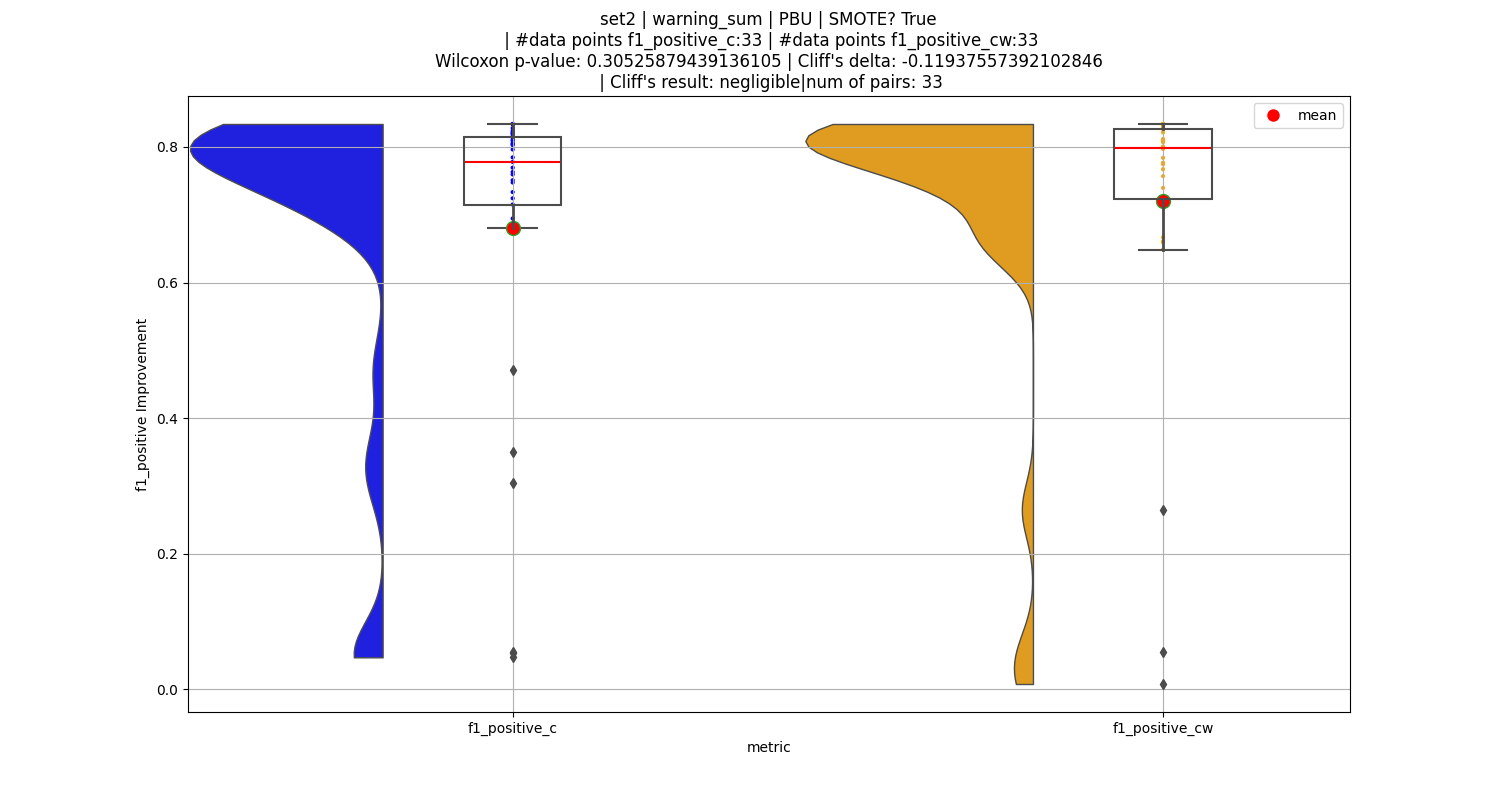 set2 | warning_sum | PBU | SMOTE? True
| #data points f1_positive_c:33 | #data points f1_positive_cw:33
Wilcoxon p-value: 0.30525879439136105 | Cliff's delta: -0.11937557392102846
| Cliff's result: negligible|num of pairs: 33
mean
0.8
0.6
0.4
0.2
0.0
f1_positive Improvement
f1_positive_c
f1_positive_cw
metric